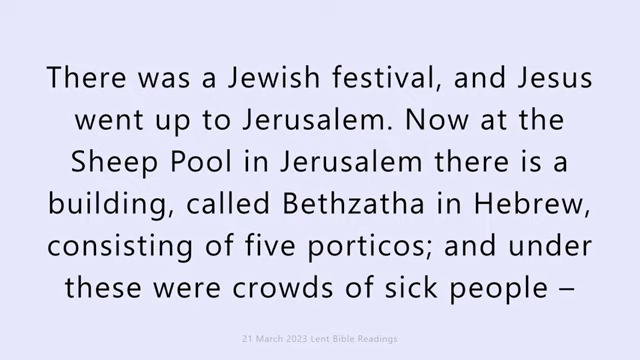 There was a Jewish festival, and Jesus
went up to Jerusalem. Now at the
Sheep Pool in Jerusalem there is a
building, called Bethzatha in Hebrew,
consisting of five porticos; and under
these were crowds of sick people –
21 March 2023 Lent Bible Readings